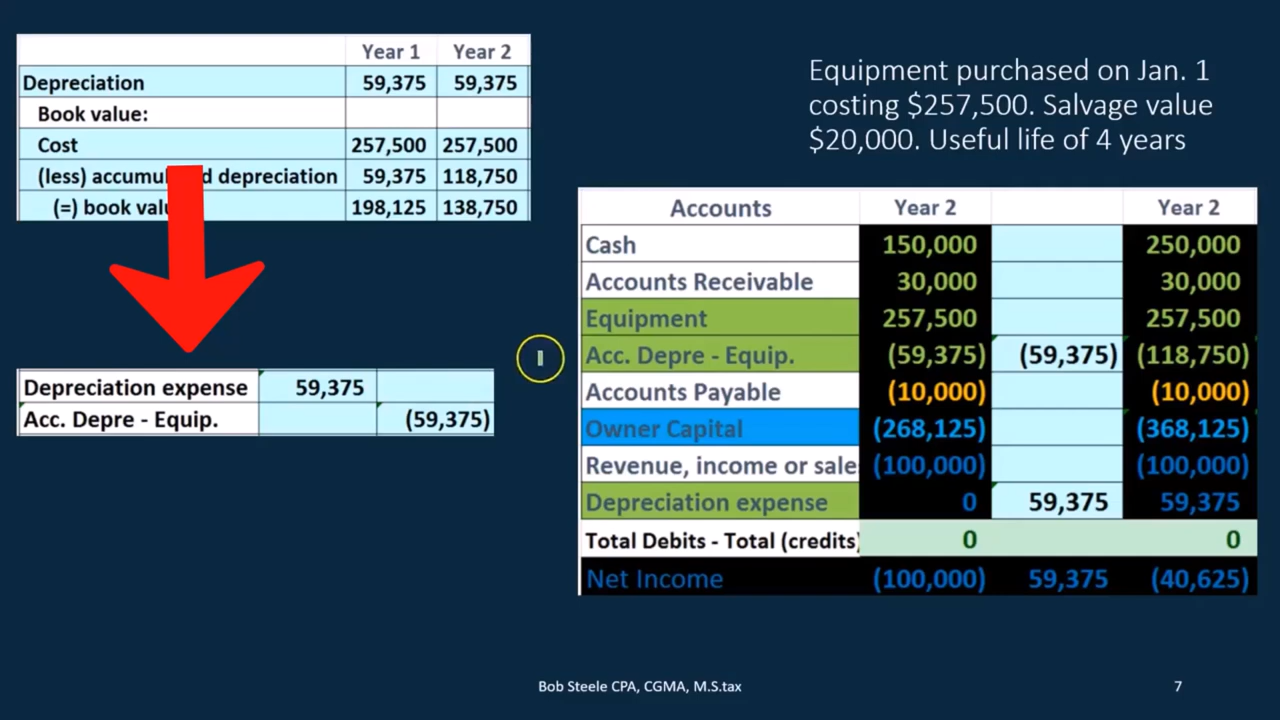 Year 1 Year 2
Depreciation 59,375 59,375
Book value:
Cost 257,500 257,500
(less) accumu d depreciation 59,375 118,750
(=) book valu 198,125 138,750
Equipment purchased on Jan. 1
costing $257,500. Salvage value
$20,000. Useful life of 4 years
Depreciation expense 59,375
Acc. Depre - Equip. (59,375)
Accounts Year 2 Year 2
Cash 150,000 250,000
Accounts Receivable 30,000 30,000
Equipment 257,500 257,500
Acc. Depre - Equip. (59,375) (59,375) (118,750)
Accounts Payable (10,000) (10,000)
Owner Capital (268,125) (368,125)
Revenue, income or sale (100,000) (100,000)
Depreciation expense 0 59,375 59,375
Total Debits - Total (credits) 0 0
Net Income (100,000) 59,375 (40,625)
Bob Steele CPA, CGMA, M.S.tax
7